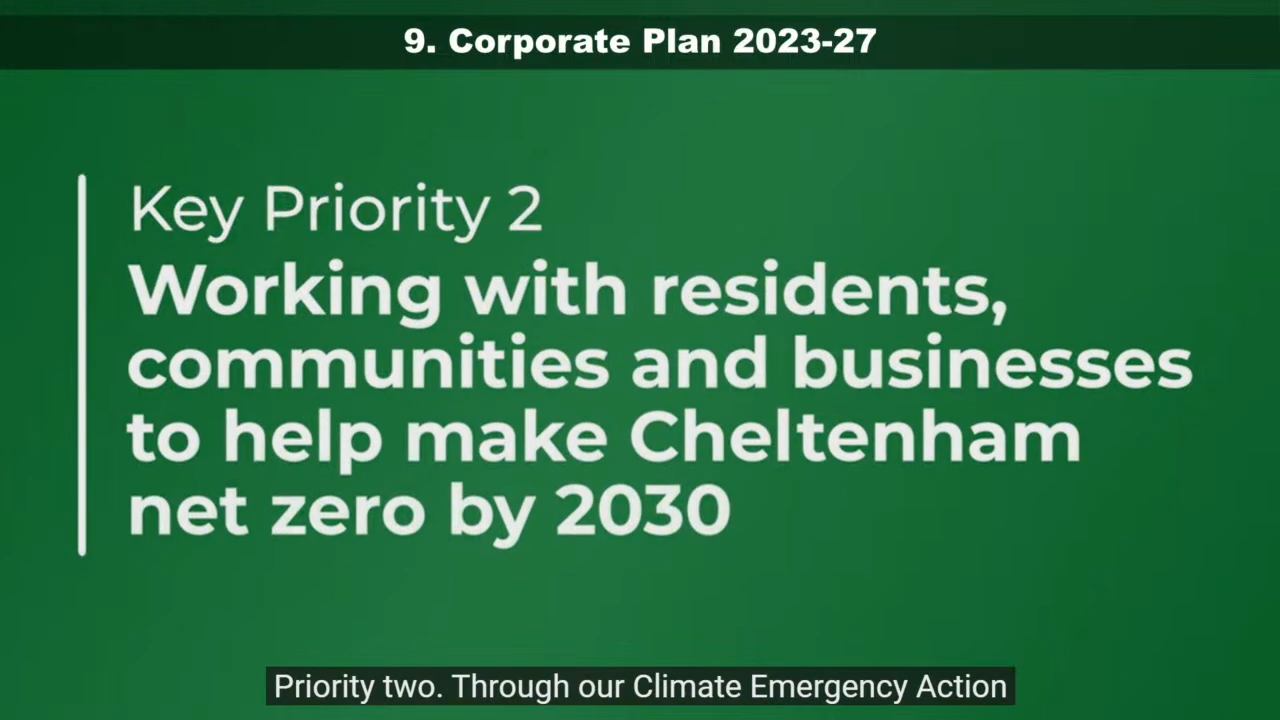 9. Corporate Plan 2023-27
Key Priority 2
Working with residents,
communities and businesses
to help make Cheltenham
net zero by 2030
Priority two. Through our Climate Emergency Action